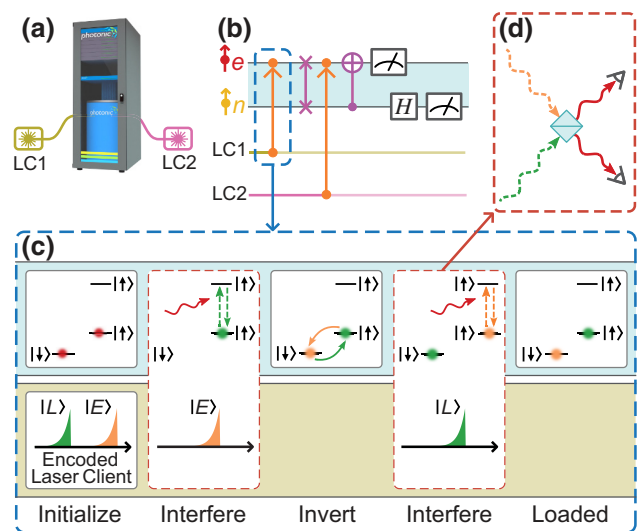 (a)
photonic
photonic
LC1
LC2
(b)
e
n
H
LC1
LC2
(d)
(c)
|↑⟩
|↑⟩
|↓⟩
|↑⟩
|↑⟩
|↓⟩
|↑⟩
|↑⟩
|↓⟩
|↑⟩
|↑⟩
|↓⟩
|↑⟩
|↑⟩
|↓⟩
|L⟩ |E⟩
Encoded
Laser Client
|E⟩
|L⟩
Initialize Interfere Invert Interfere Loaded